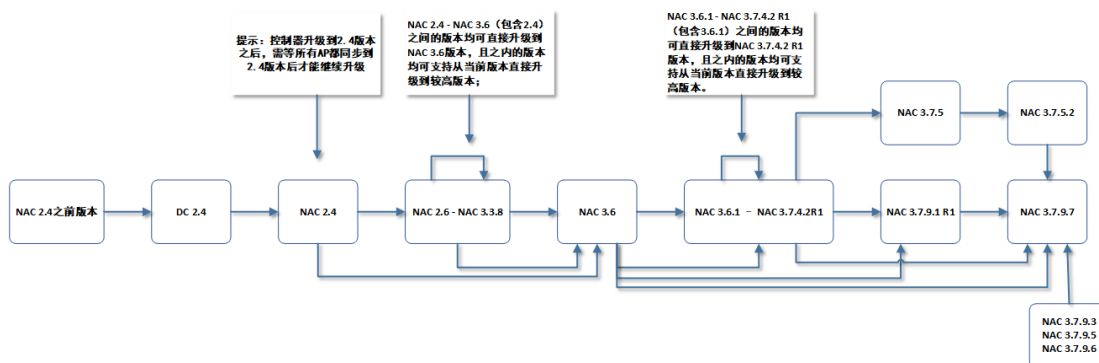 提示：控制器升级到2.4版本
之后，需等所有AP都同步到
2.4版本后才能继续升级
NAC 2.4 - NAC 3.6（包含2.4）
之间的版本均可直接升级到
NAC 3.6版本，且之内的版本
均可支持从当前版本直接升
级到较高版本；
NAC 3.6.1 - NAC 3.7.4.2 R1
（包含3.6.1）之间的版本均
可直接升级到NAC 3.7.4.2 R1
版本，且之内的版本均可支
持从当前版本直接升级到较
高版本。
NAC 3.7.5
NAC 3.7.5.2
NAC 2.4之前版本
DC 2.4
NAC 2.4
NAC 2.6 - NAC 3.3.8
NAC 3.6
NAC 3.6.1 – NAC 3.7.4.2R1
NAC 3.7.9.1 R1
NAC 3.7.9.7
NAC 3.7.9.3
NAC 3.7.9.5
NAC 3.7.9.6